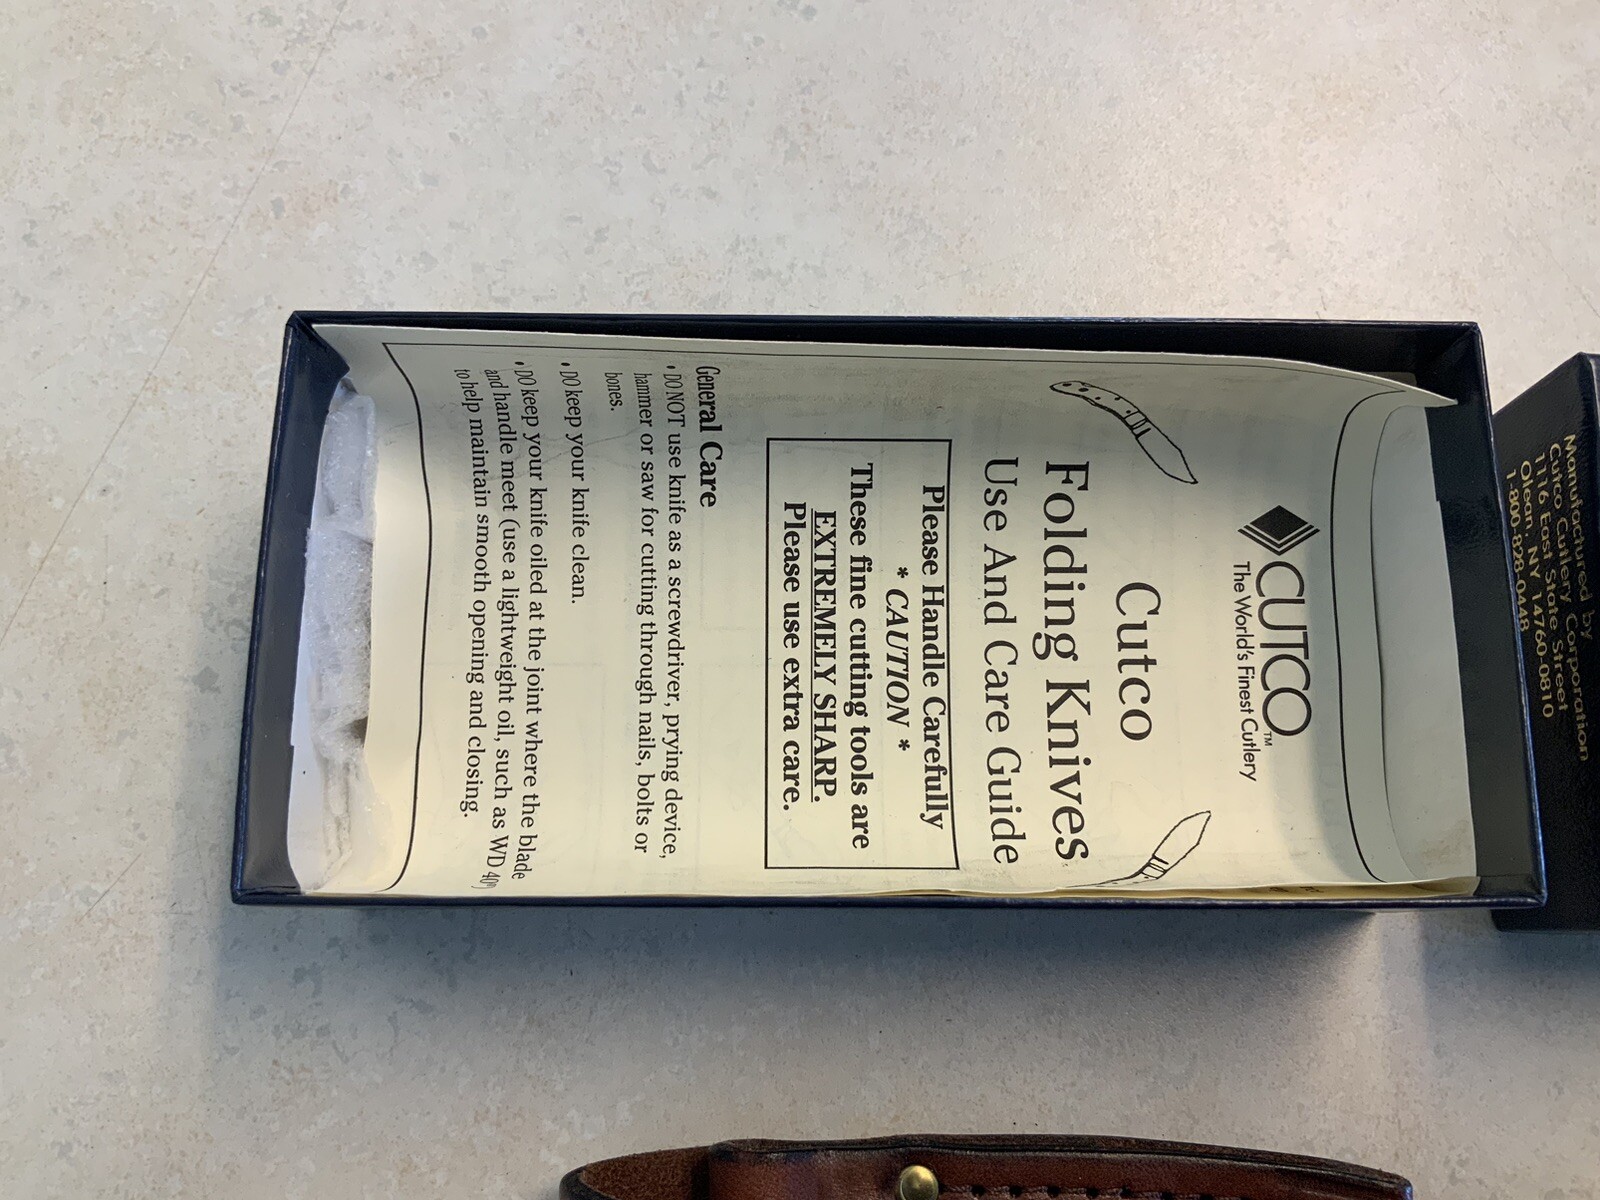 CUTCO™
The World's Finest Cutlery
Cutco
Folding Knives
Use And Care Guide
Please Handle Carefully
* CAUTION *
These fine cutting tools are
EXTREMELY SHARP.
Please use extra care.
General Care
• DO NOT use knife as a screwdriver, prying device,
hammer or saw for cutting through nails, bolts or
bones.
• DO keep your knife clean.
• DO keep your knife oiled at the joint where the blade
and handle meet (use a lightweight oil, such as WD 40®)
to help maintain smooth opening and closing.
Manufactured by
Cutco Cutlery Corporation
1116 East State Street
Olean, NY 14760-0810
1-800-828-0448